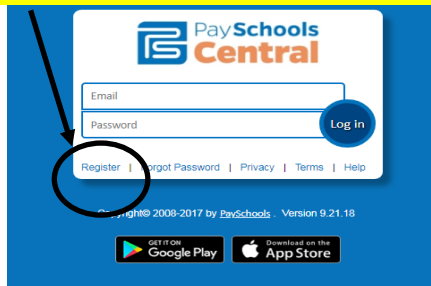 PaySchools
Central
Email
Password
Log in
Register | Forgot Password | Privacy | Terms | Help
Copyright© 2008-2017 by PaySchools . Version 9.21.18
GET IT ON
Google Play
Download on the
App Store